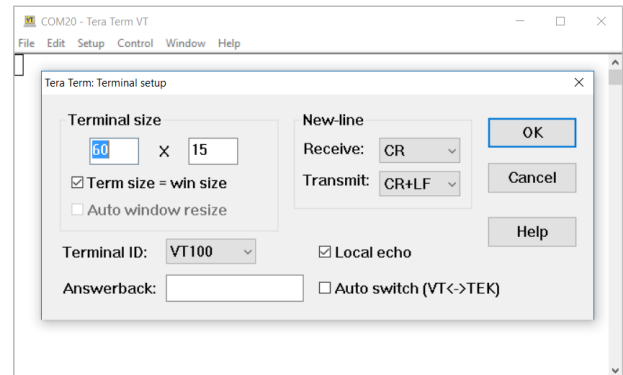 VT COM20 - Tera Term VT
File Edit Setup Control Window Help
Tera Term: Terminal setup
Terminal size
60 X 15
Term size = win size
Auto window resize
New-line
Receive: CR
Transmit: CR+LF
OK
Cancel
Help
Terminal ID: VT100
Local echo
Answerback:
Auto switch (VT<->TEK)